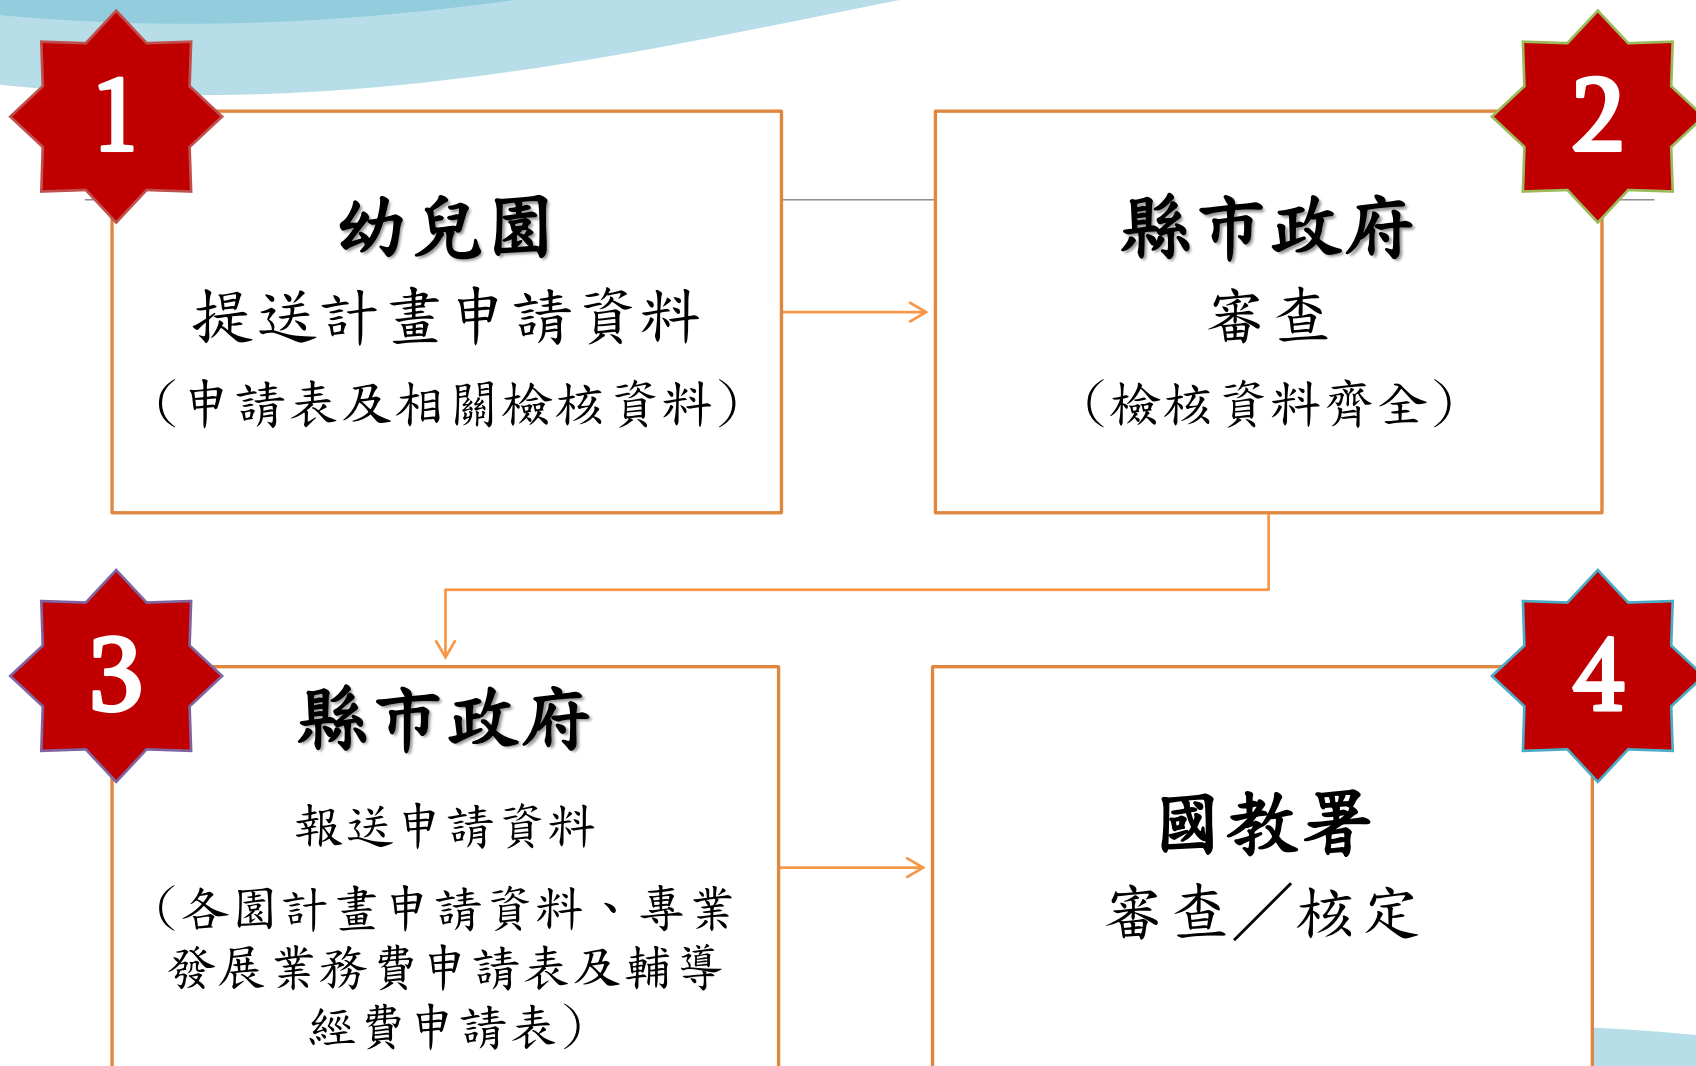 1
幼兒園
提送計畫申請資料
（申請表及相關檢核資料）
2
縣市政府
審查
（檢核資料齊全）
3
縣市政府
報送申請資料
（各園計畫申請資料、專業
發展業務費申請表及輔導
經費申請表）
4
國教署
審查／核定